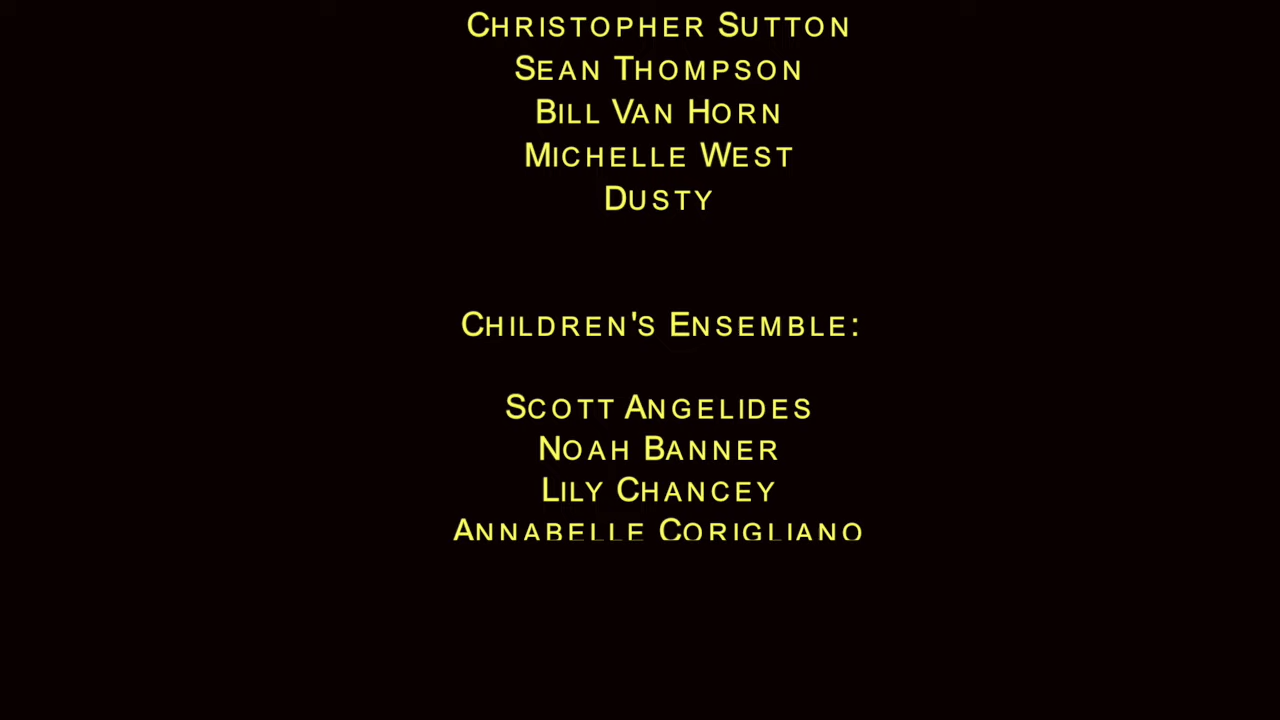 Christopher Sutton
Sean Thompson
Bill Van Horn
Michelle West
Dusty
Children's Ensemble:
Scott Angelides
Noah Banner
Lily Chancey
Annabelle Corigliano